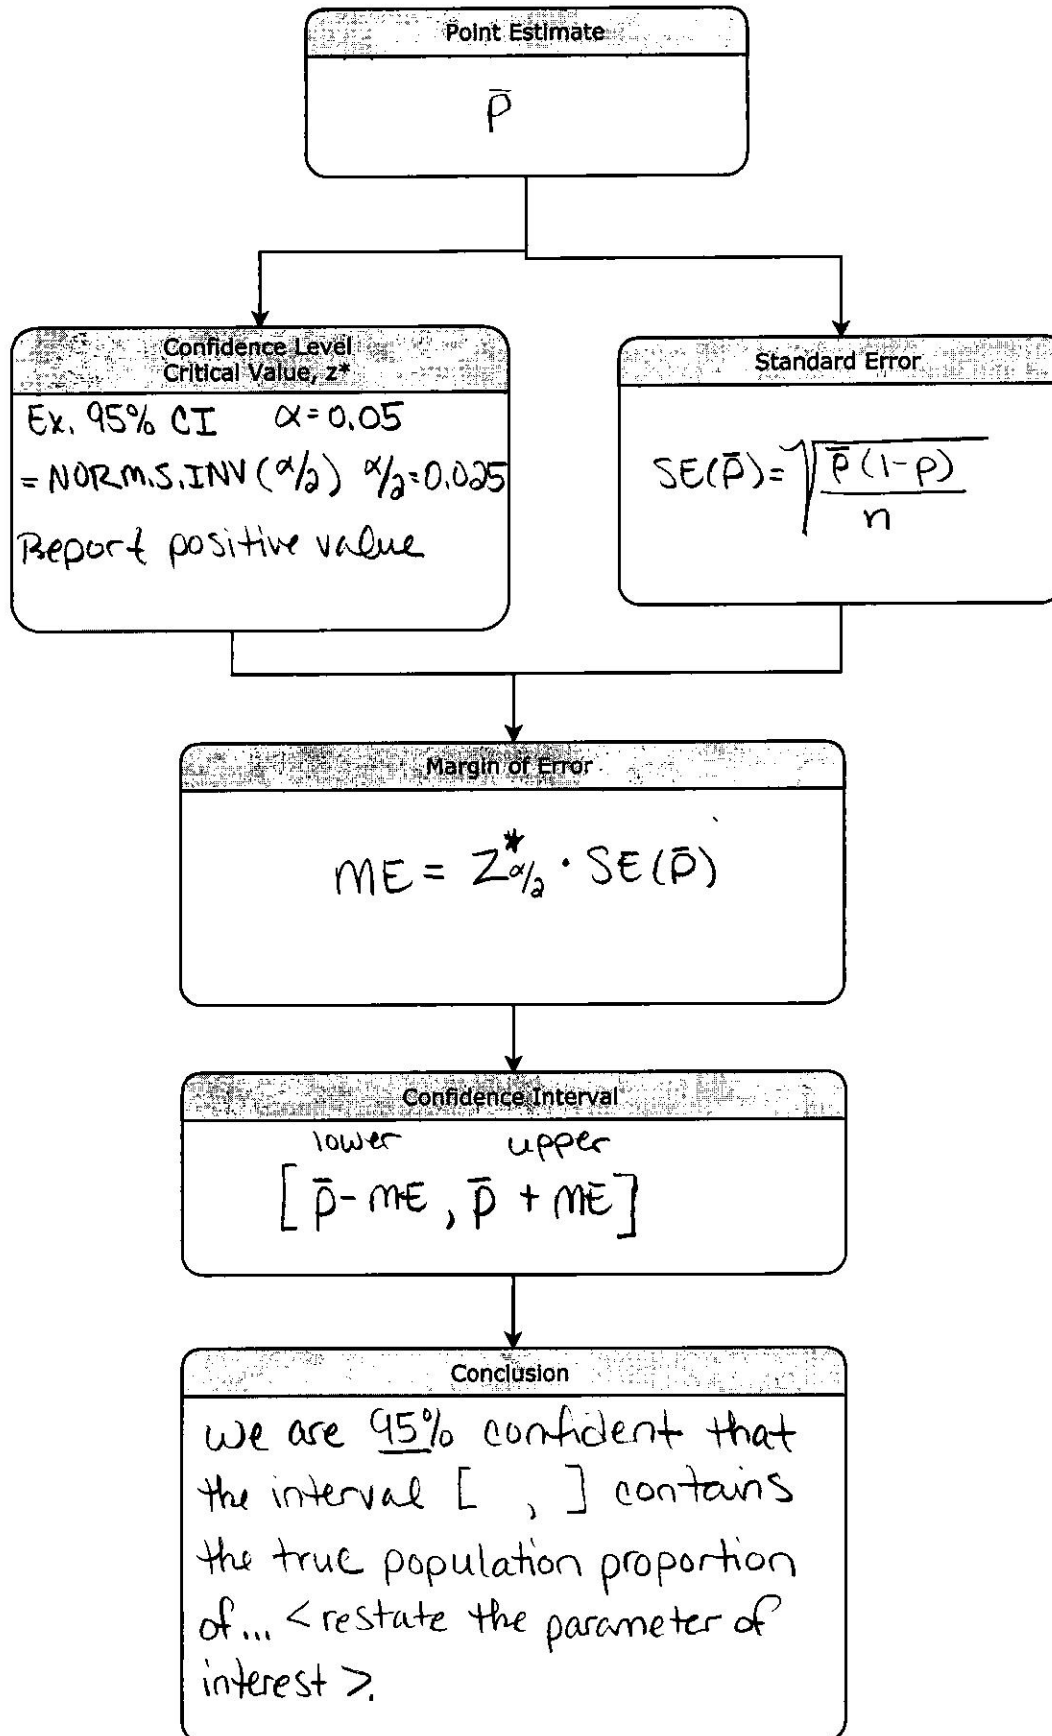 Point Estimate
p̄
Confidence Level
Critical Value, z*
Ex. 95% CI α=0.05
= NORM.S.INV(α/2) α/2=0.025
Report positive value
Standard Error
SE(p̄)=√p̄(1-p)
n
Margin of Error
ME = Z*α/2 · SE(p̄)
Confidence Interval
lower upper
[p̄-ME, p̄ + ME]
Conclusion
we are 95% confident that
the interval [ , ] contains
the true population proportion
of... <restate the parameter of
interest>.